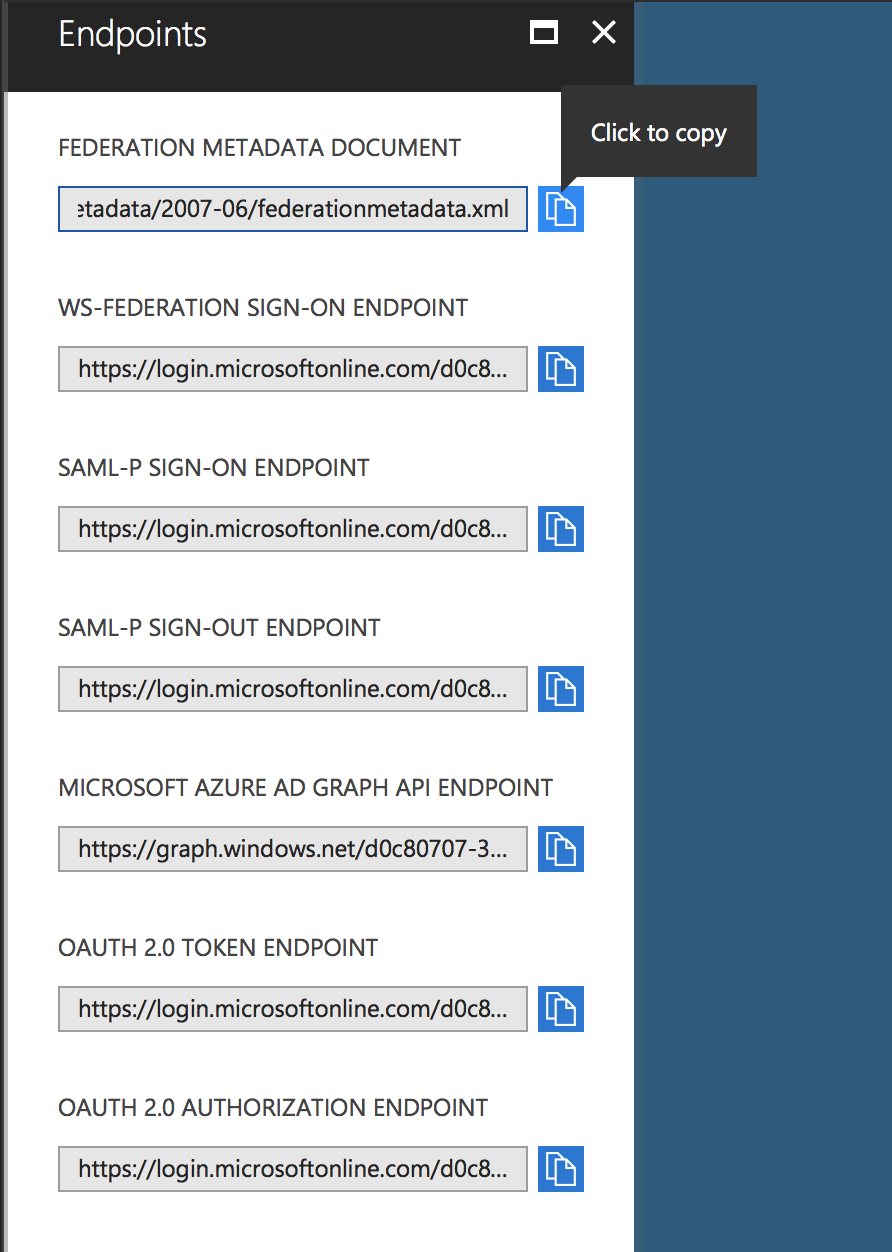 Endpoints
Click to copy
FEDERATION METADATA DOCUMENT
etadata/2007-06/federationmetadata.xml
WS-FEDERATION SIGN-ON ENDPOINT
https://login.microsoftonline.com/d0c8...
SAML-P SIGN-ON ENDPOINT
https://login.microsoftonline.com/d0c8...
SAML-P SIGN-OUT ENDPOINT
https://login.microsoftonline.com/d0c8...
MICROSOFT AZURE AD GRAPH API ENDPOINT
https://graph.windows.net/d0c80707-3...
OAUTH 2.0 TOKEN ENDPOINT
https://login.microsoftonline.com/d0c8...
OAUTH 2.0 AUTHORIZATION ENDPOINT
https://login.microsoftonline.com/d0c8...